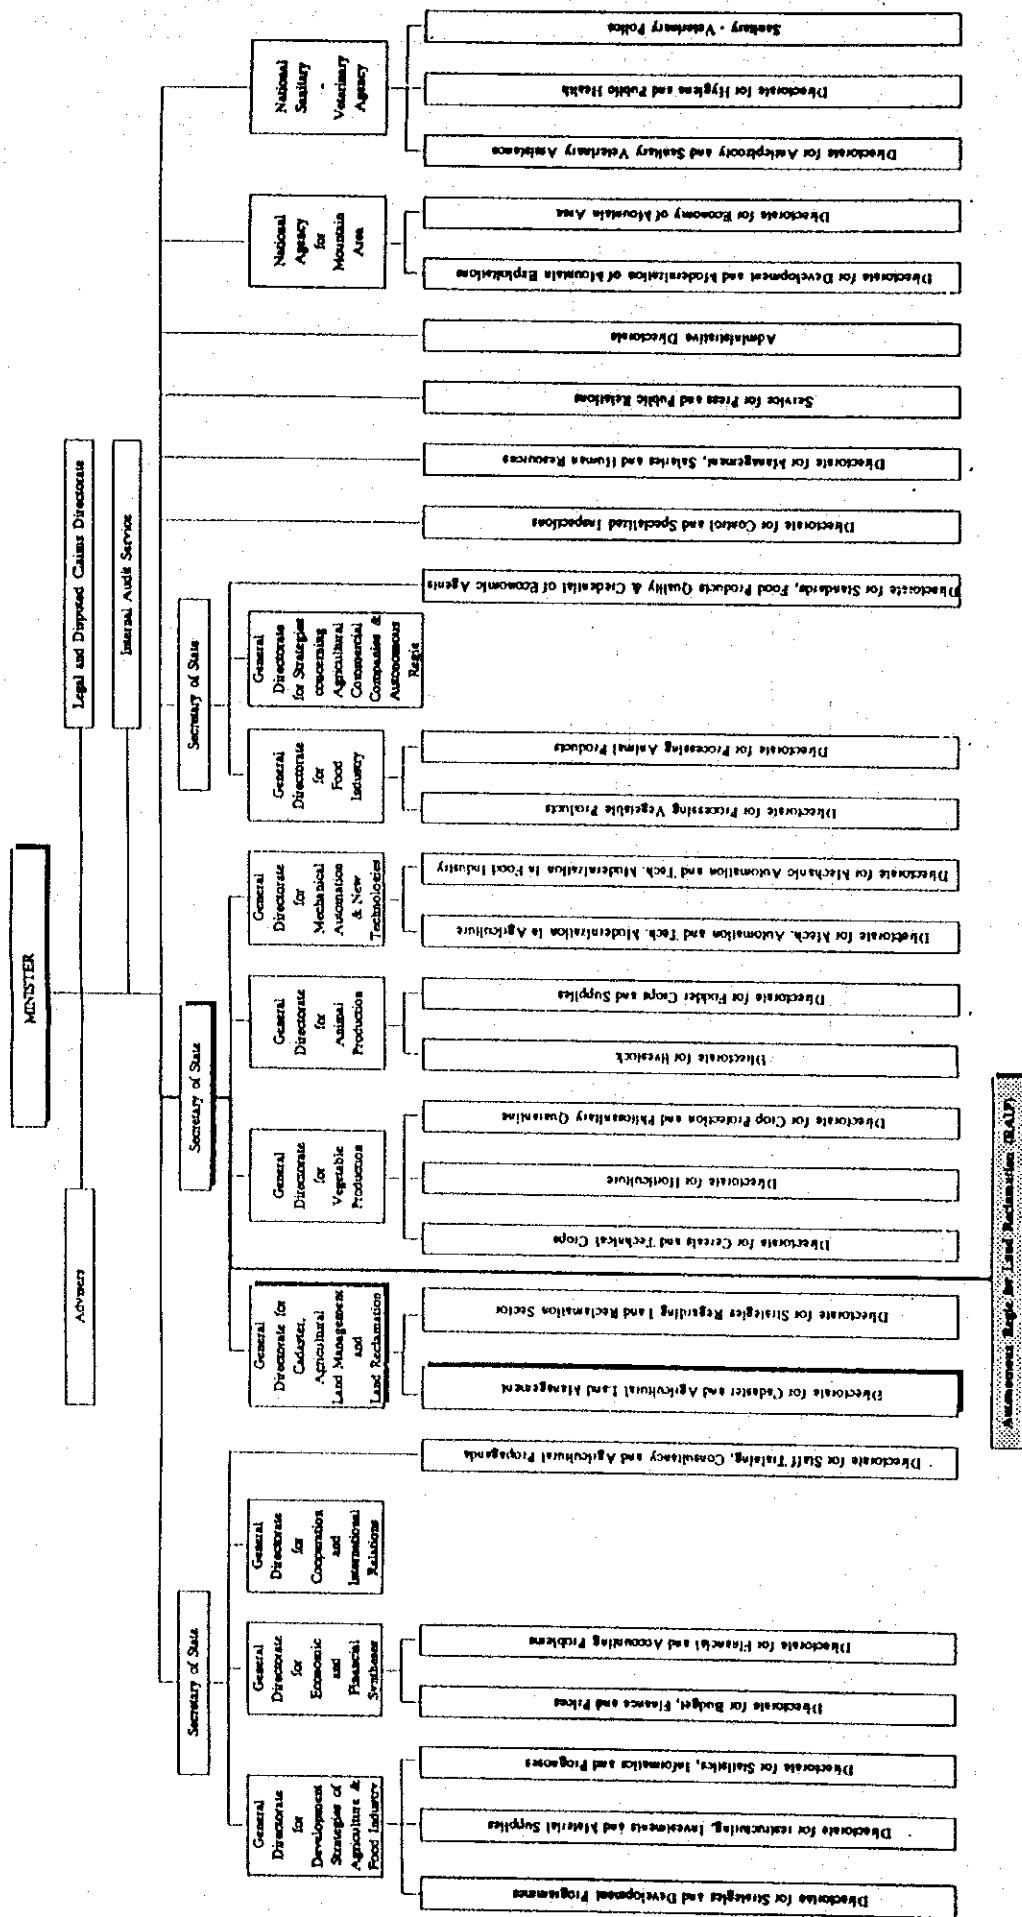 MINISTER
Advisers
Legal and Disputed Claims Directorate
Internal Audit Service
Secretary of State
Secretary of State
Secretary of State
General
Directorate
for
Development
Strategies of
Agriculture &
Food Industry
General
Directorate
for
Economic
and
Financial
Syntheses
General
Directorate
for
Cooperation
and
International
Relations
General
Directorate for
Cadaster,
Agricultural
Land Management
and
Land Reclamation
General
Directorate
for
Vegetable
Production
General
Directorate
for
Animal
Production
General
Directorate
for
Mechanical
Automation
& New
Technologies
General
Directorate
for
Food
Industry
General
Directorate
for Strategies
concerning
Agricultural
Commercial
Companies &
Autonomous
Regie
National
Agency
for
Mountain
Area
National
Sanitary
-
Veterinary
Agency
Directorate for Strategies and Development Programmes
Directorate for restructuring, Investments and Material Supplies
Directorate for Statistics, Informatics and Prognoses
Directorate for Budget, Finance and Prices
Directorate for Financial and Accounting Problems
Directorate for Staff Training, Consultancy and Agricultural Propaganda
Directorate for Cadaster and Agricultural Land Management
Directorate for Strategies Regarding Land Reclamation Sector
Directorate for Cereals and Technical Crops
Directorate for Horticulture
Directorate for Crop Protection and Phitosanitary Quarantine
Directorate for livestock
Directorate for Fodder Crops and Supplies
Directorate for Mech. Automation and Tech. Modernization in Agriculture
Directorate for Mechanic Automation and Tech. Modernization in Food Industry
Directorate for Processing Vegetable Products
Directorate for Processing Animal Products
Directorate for Standards, Food Products Quality & Credential of Economic Agents
Directorate for Control and Specialized Inspections
Directorate for Management, Salaries and Human Resources
Service for Press and Public Relations
Administrative Directorate
Directorate for Development and Modernization of Mountain Exploitations
Directorate for Economy of Mountain Area
Directorate for Antiepizooty and Sanitary Veterinary Assistance
Directorate for Hygiene and Public Health
Sanitary - Veterinary Police
Autonomous Regie for Land Reclamation (RAIF)